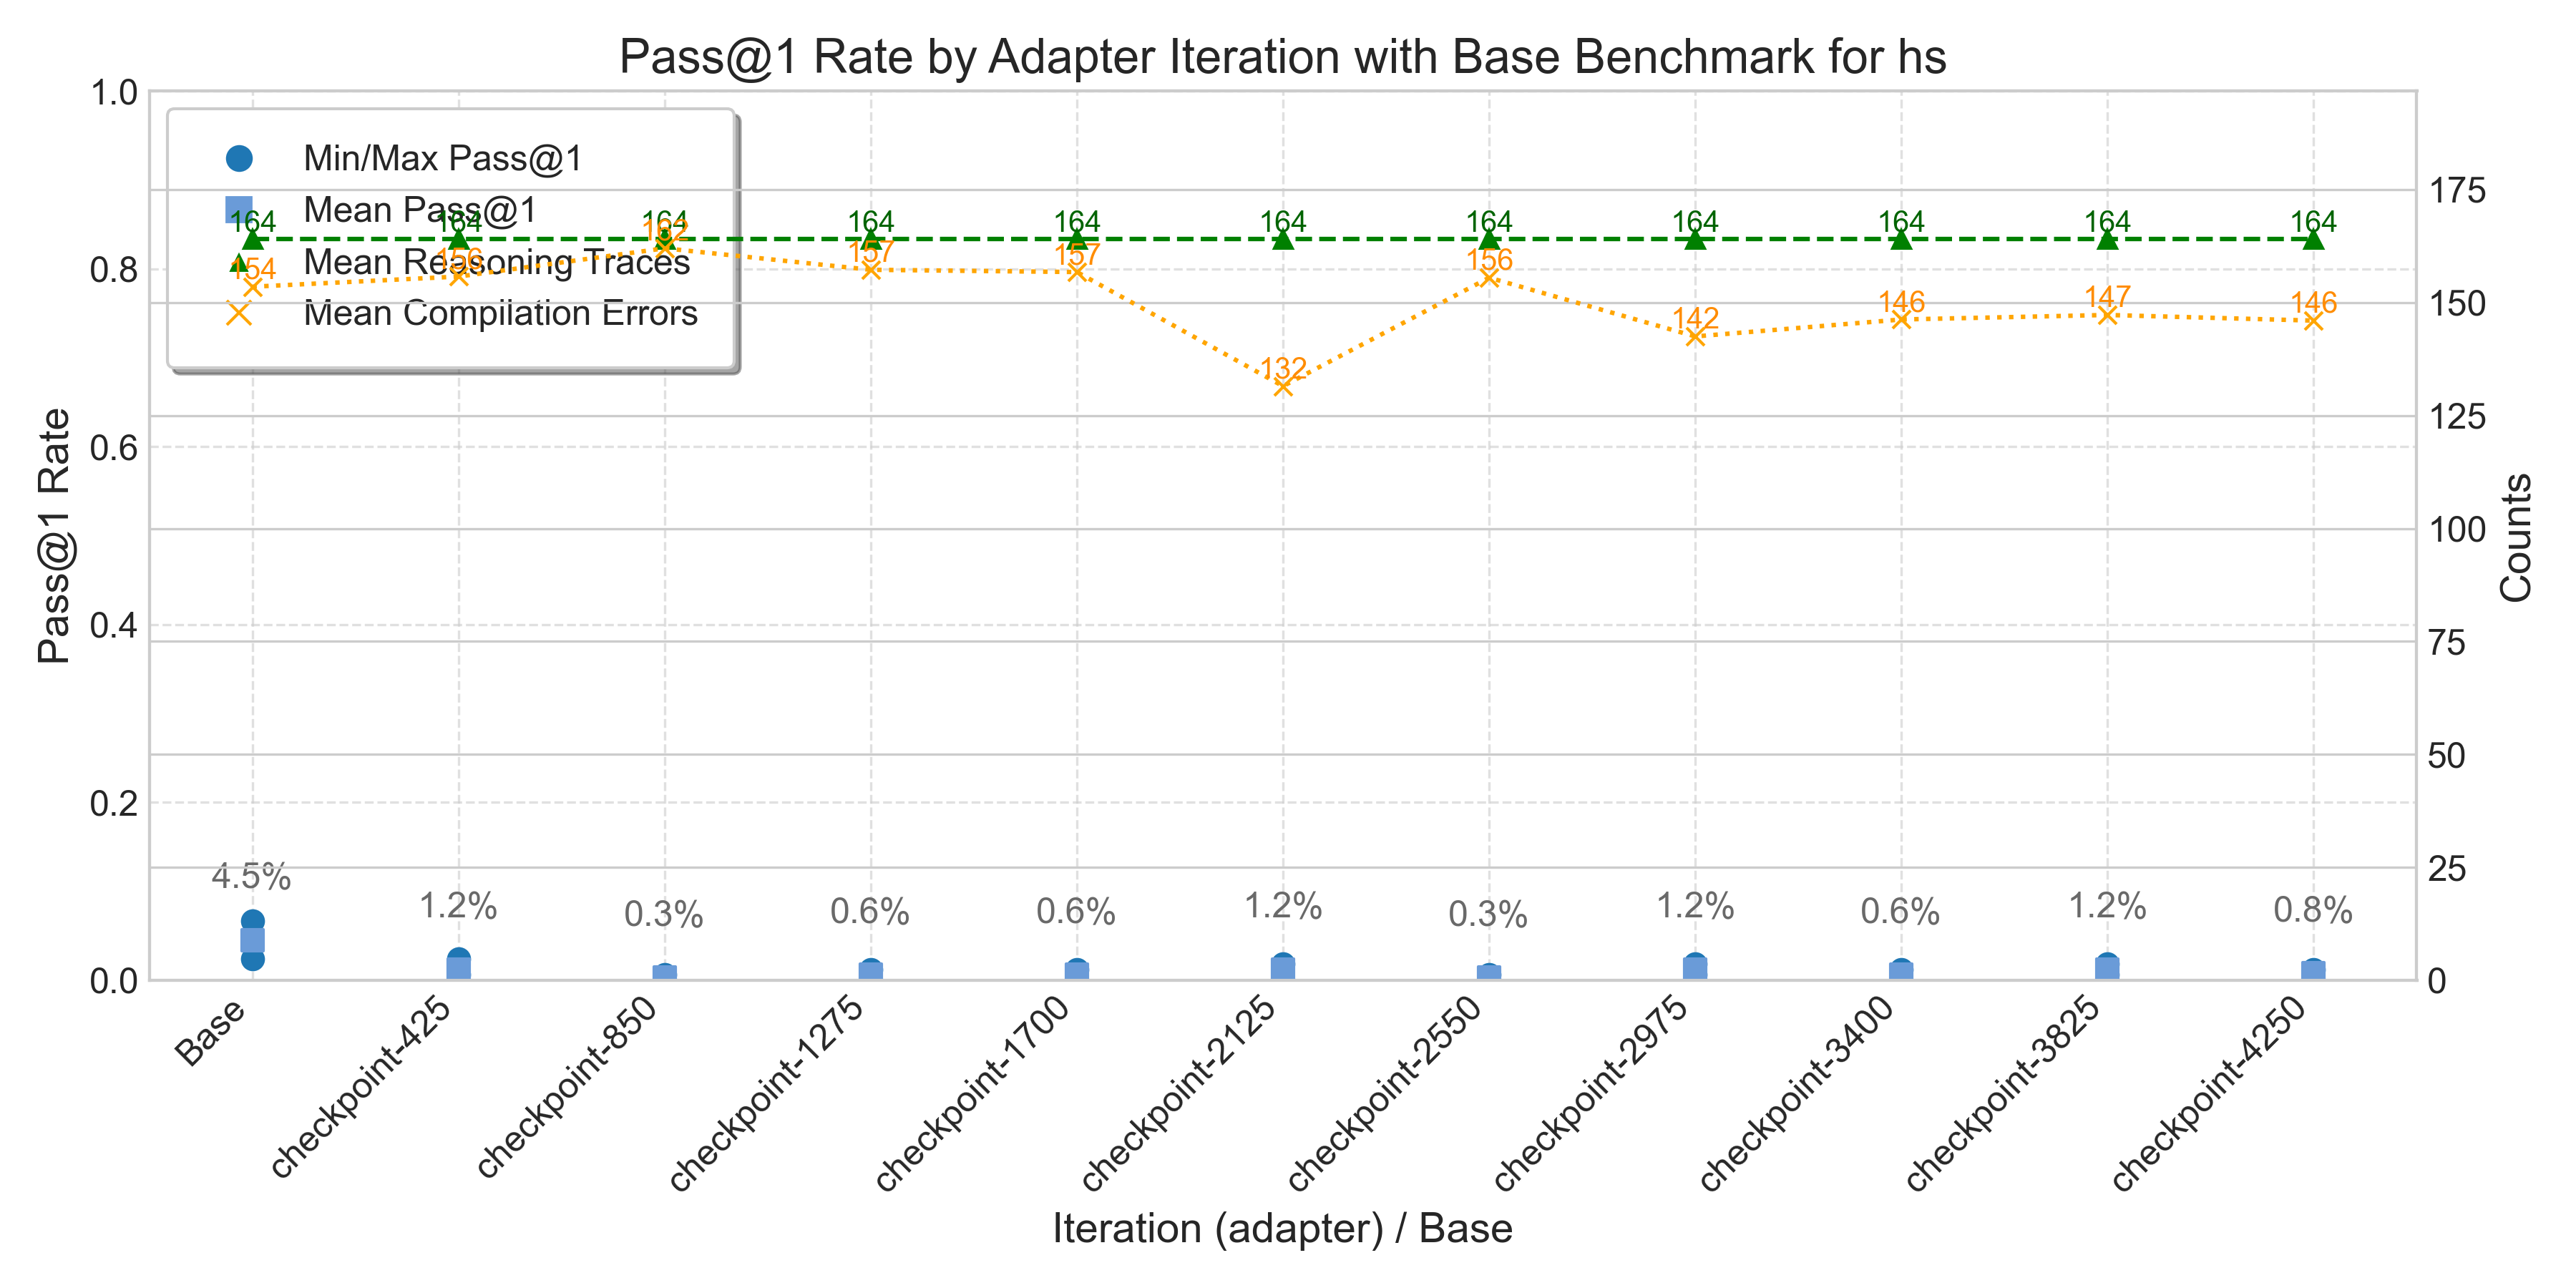 Pass@1 Rate by Adapter Iteration with Base Benchmark for hs
1.0
0.8
0.6
0.4
0.2
0.0
Pass@1 Rate
Min/Max Pass@1
Mean Pass@1
Mean Reasoning Traces
Mean Compilation Errors
164 164 164 164 164 164 164 164 164 164 164
154 156 162 157 157 132 156 142 146 147 146
4.5% 1.2% 0.3% 0.6% 0.6% 1.2% 0.3% 1.2% 0.6% 1.2% 0.8%
175
150
125
100
75
50
25
0
Counts
Base
checkpoint-425
checkpoint-850
checkpoint-1275
checkpoint-1700
checkpoint-2125
checkpoint-2550
checkpoint-2975
checkpoint-3400
checkpoint-3825
checkpoint-4250
Iteration (adapter) / Base